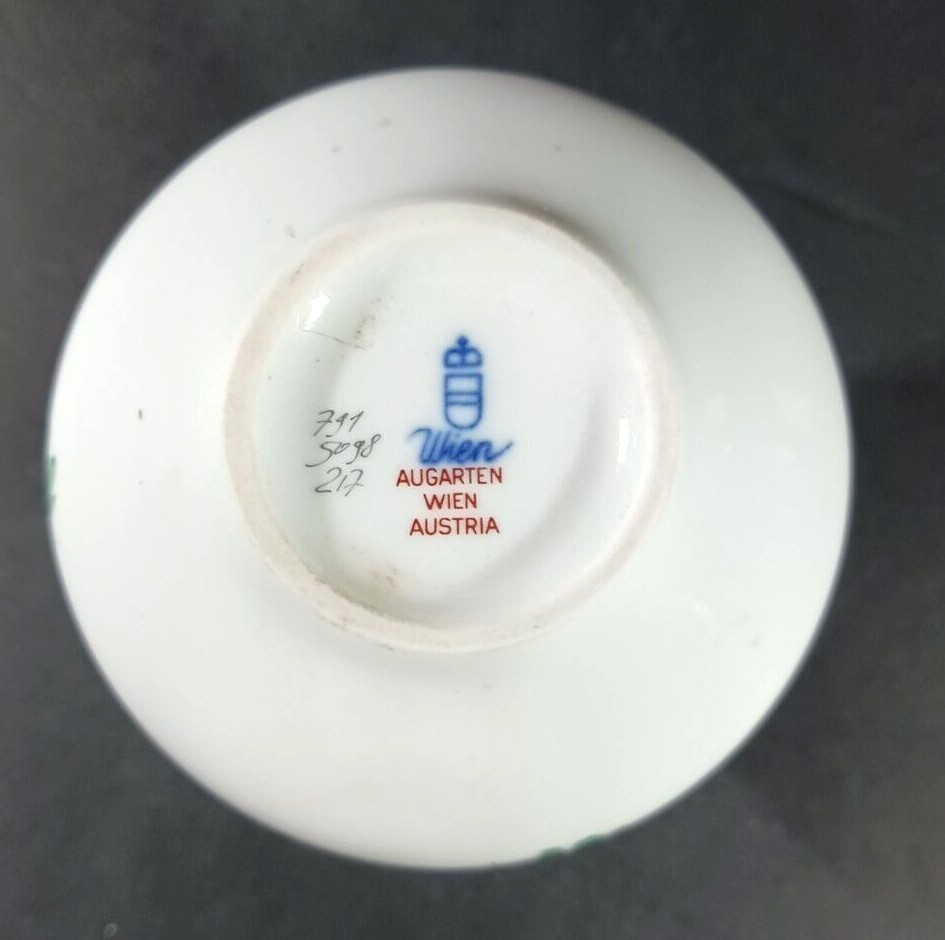 Wien
AUGARTEN
WIEN
AUSTRIA
791
5098
217